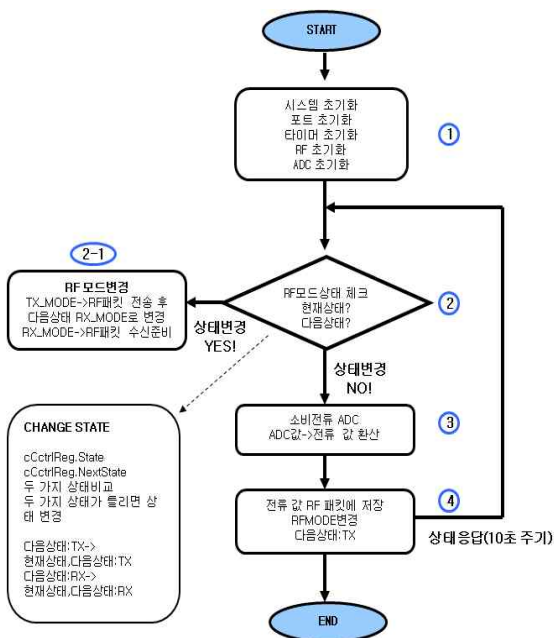 START
시스템 초기화
포트 초기화
타이머 초기화
RF 초기화
ADC 초기화
1
2-1
RF 모드변경
TX_MODE->RF패킷 전송 후
다음상태 RX_MODE로 변경
RX_MODE->RF패킷 수신준비
RF모드상태 체크
현재상태?
다음상태?
2
상태변경
YES!
상태변경
NO!
CHANGE STATE
cCctrlReg.State
cCctrlReg.NextState
두 가지 상태비교
두 가지 상태가 틀리면 상
태 변경
다음상태:TX->
현재상태,다음상태:TX
다음상태:RX->
현재상태,다음상태:RX
소비전류 ADC
ADC값->전류 값 환산
3
전류 값 RF 패킷에 저장
RFMODE변경
다음상태:TX
4
상태응답(10초 주기)
END